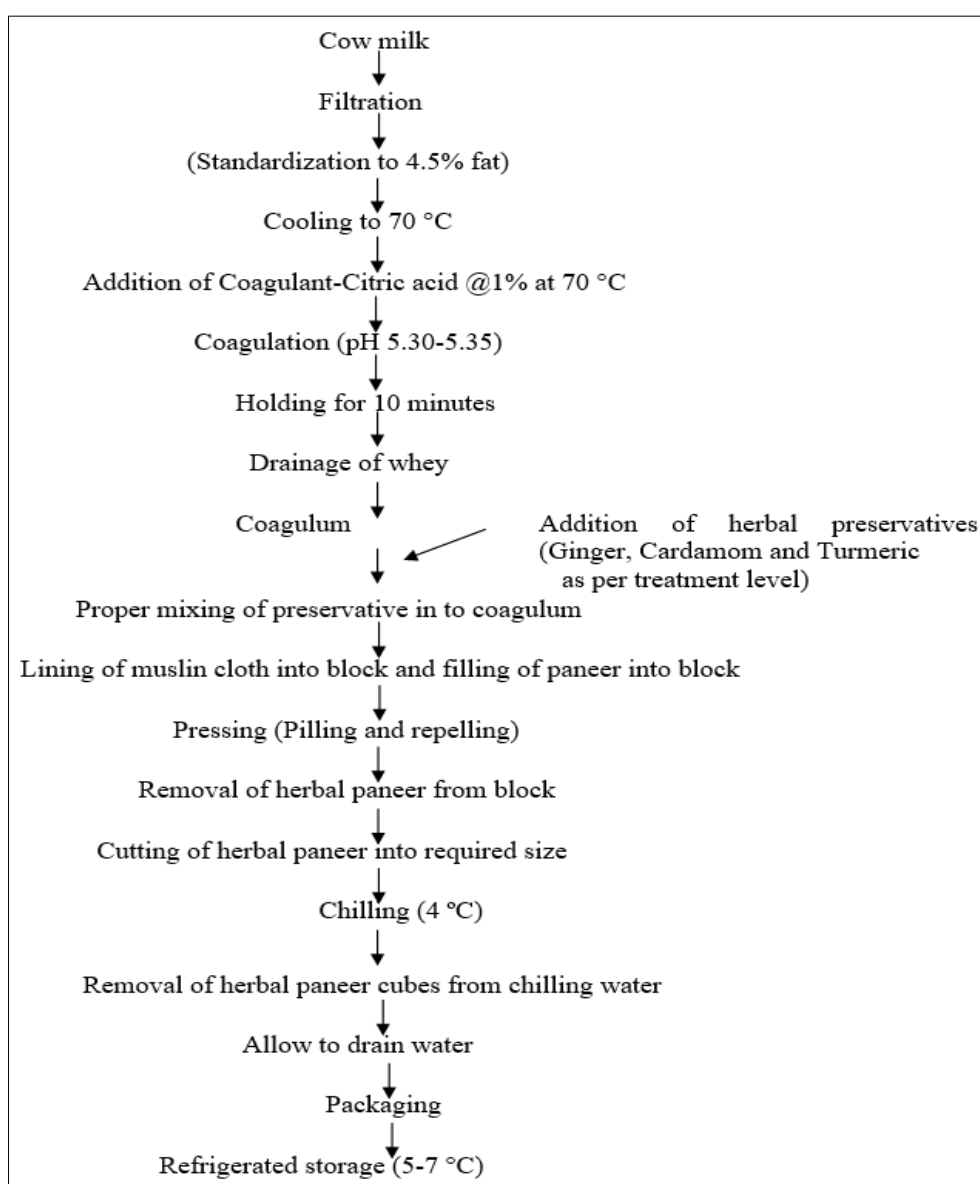 Cow milk
Filtration
(Standardization to 4.5% fat)
Cooling to 70 °C
Addition of Coagulant-Citric acid @1% at 70 °C
Coagulation (pH 5.30-5.35)
Holding for 10 minutes
Drainage of whey
Coagulum
Addition of herbal preservatives
(Ginger, Cardamom and Turmeric
as per treatment level)
Proper mixing of preservative in to coagulum
Lining of muslin cloth into block and filling of paneer into block
Pressing (Pilling and repelling)
Removal of herbal paneer from block
Cutting of herbal paneer into required size
Chilling (4 ºC)
Removal of herbal paneer cubes from chilling water
Allow to drain water
Packaging
Refrigerated storage (5-7 °C)